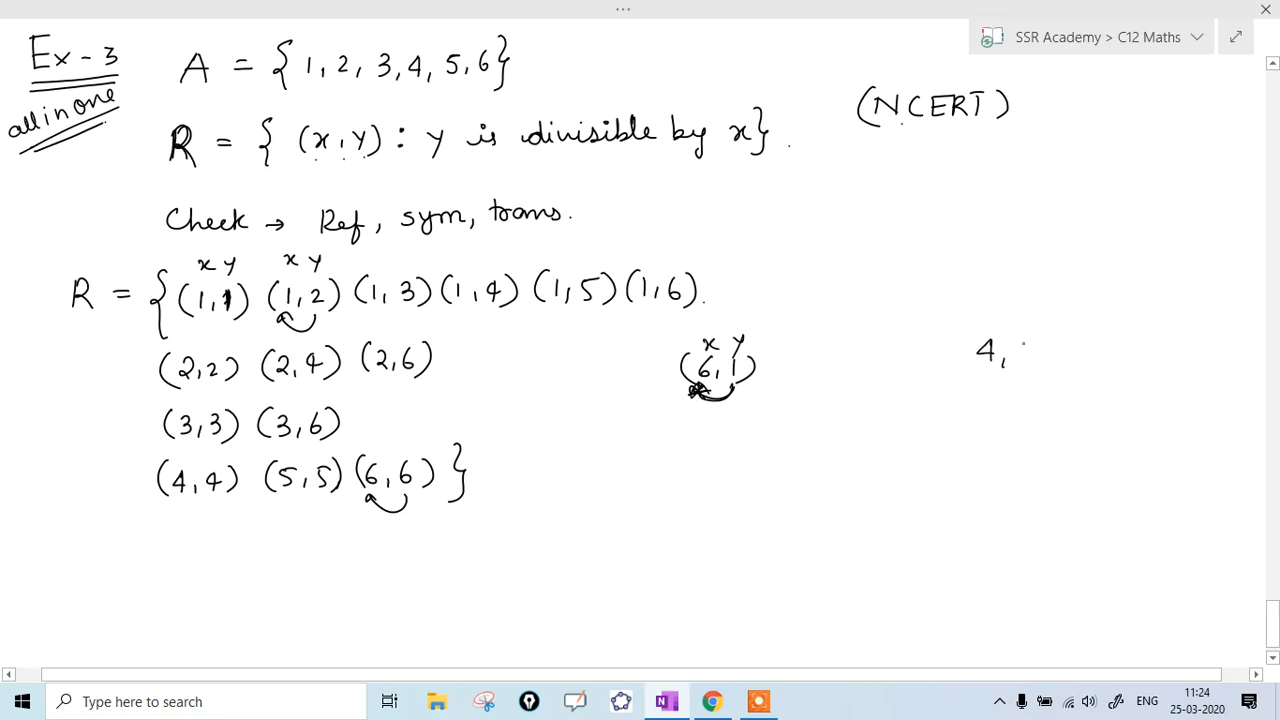 ...
SSR Academy > C12 Maths
Ex - 3
all in one
A = { 1, 2, 3, 4, 5, 6}
(NCERT)
R = { (x, y) : y is divisible by x} .
Check → Ref, sym, trans.
x y x y
R = { (1, 1) (1, 2) (1, 3) (1, 4) (1, 5) (1, 6).
(2, 2) (2, 4) (2, 6)
x y
(6, 1)
4,
(3, 3) (3, 6)
(4, 4) (5, 5) (6, 6) }
Type here to search
11:24
25-03-2020